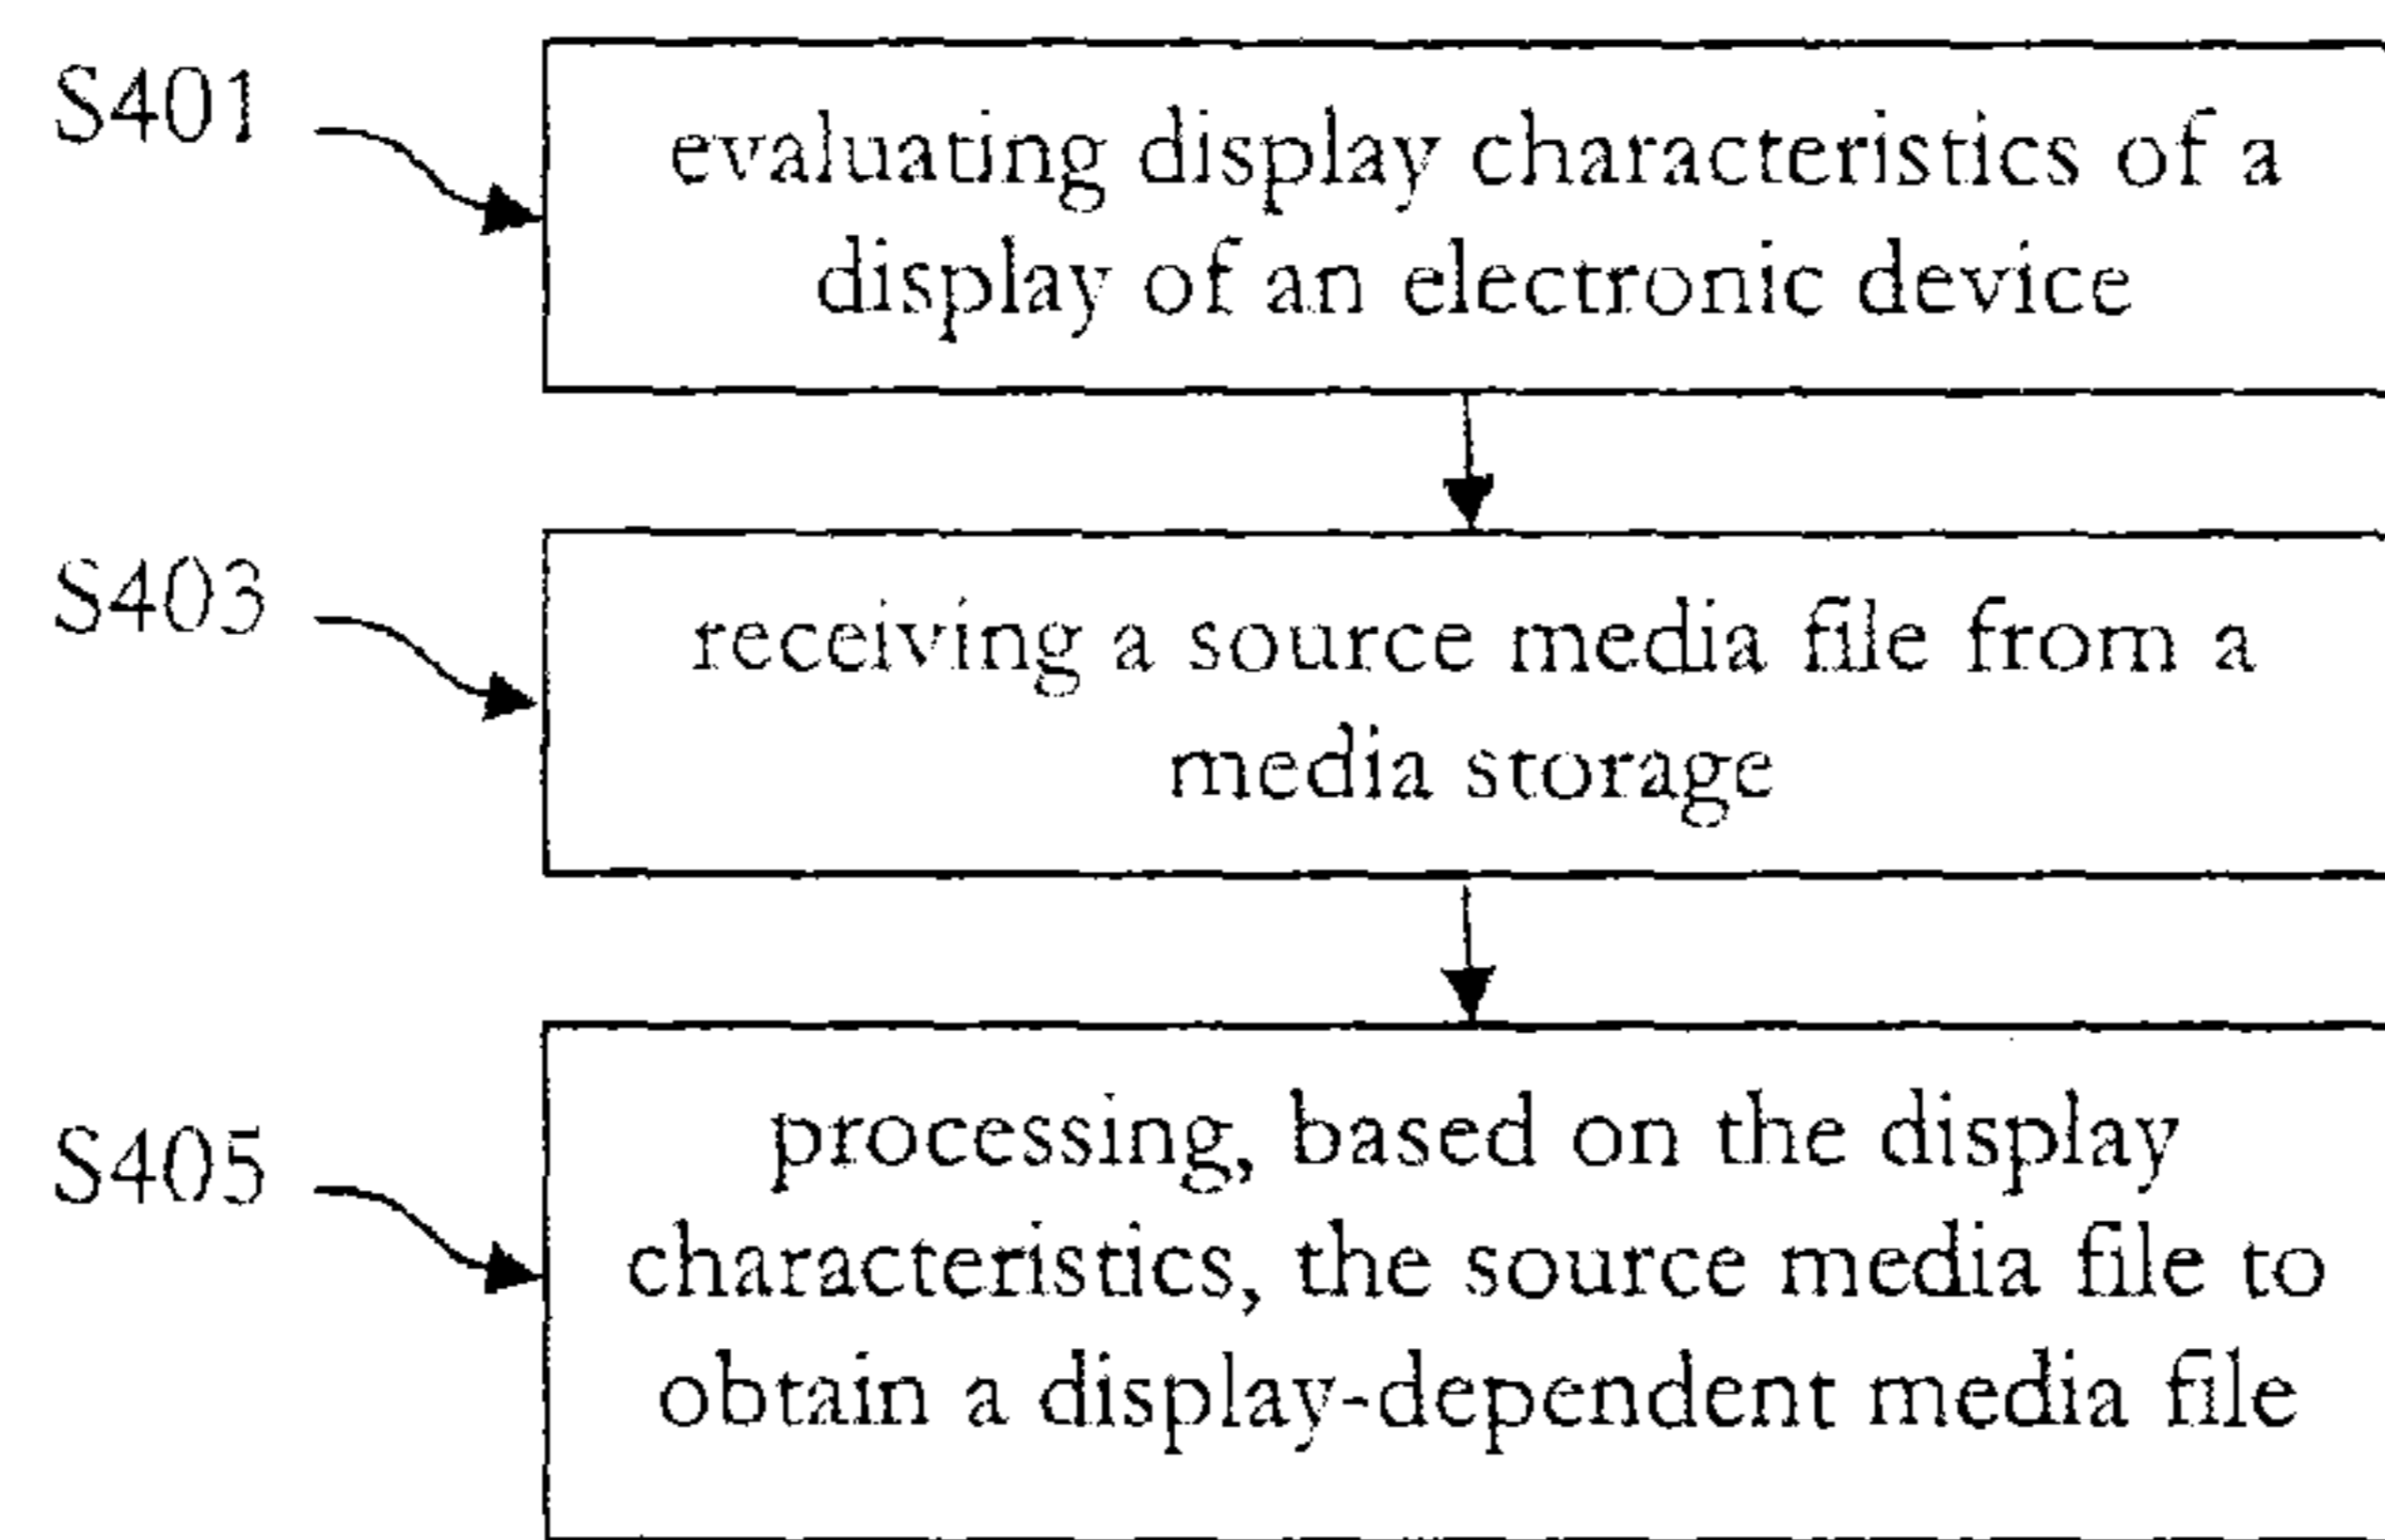 S401
evaluating display characteristics of a
display of an electronic device
S403
receiving a source media file from a
media storage
S405
processing, based on the display
characteristics, the source media file to
obtain a display-dependent media file